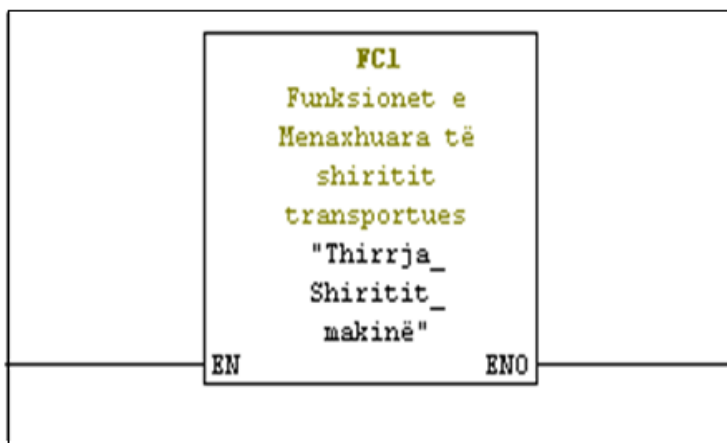 FC1
Funksionet e
Menaxhuara të
shiritit
transportues
"Thirrja_
Shiritit_
makinë"
EN ENO